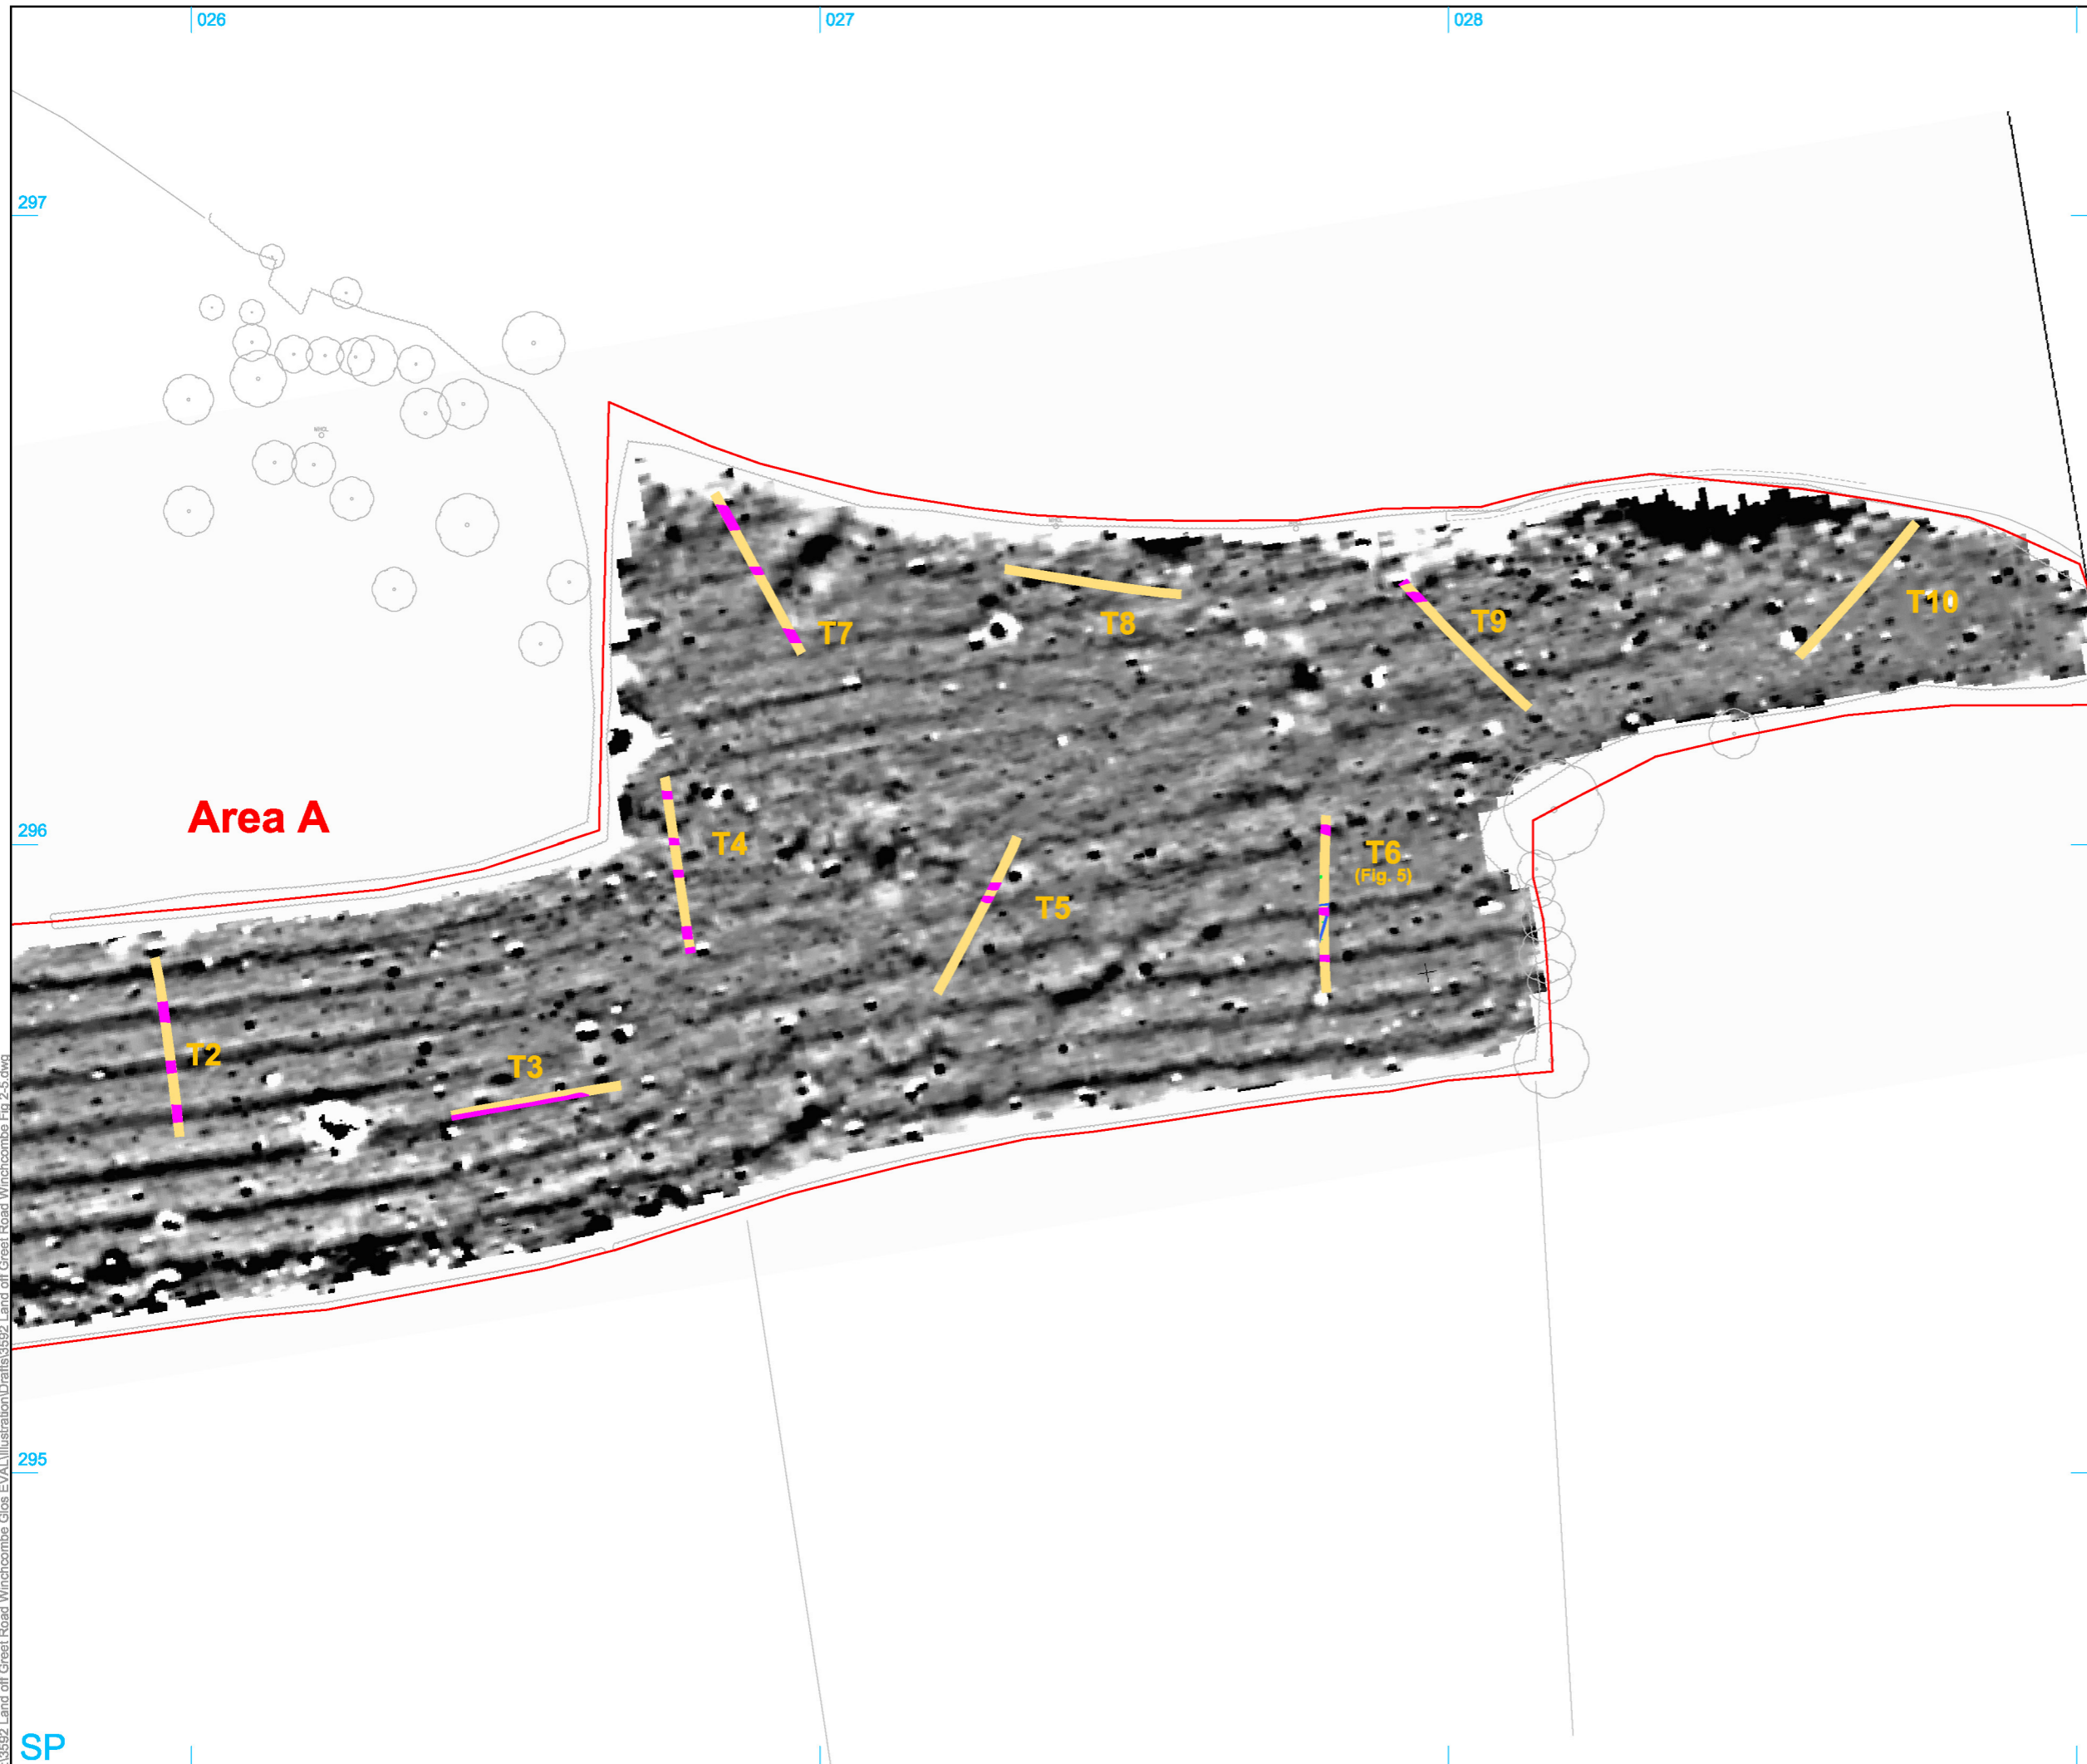 026
027
028
297
T7
T8
T9
T10
Area A
296
T4
T6
(Fig. 5)
T5
T2
T3
295
SP
3592 Land off Greet Road Winchcombe Glos EVAL\Illustration\Drafts\3592 Land off Greet Road Winchcombe Fig 2-5.dwg